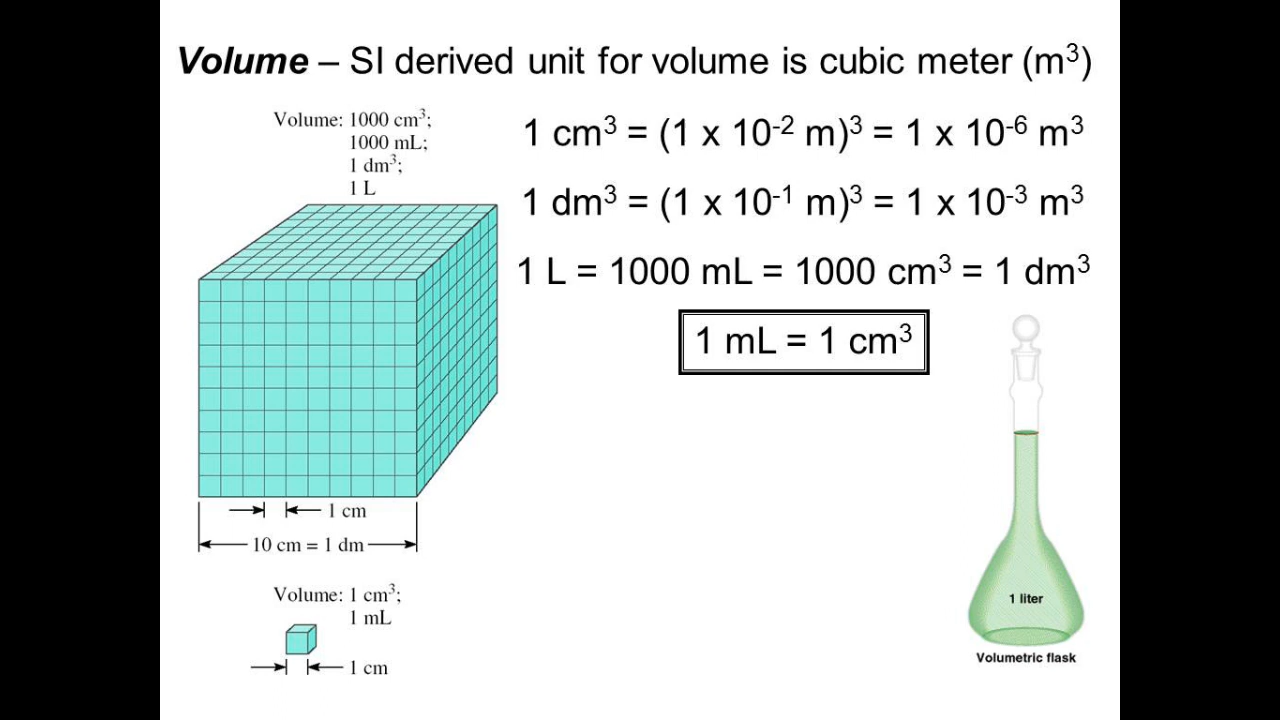 Volume – SI derived unit for volume is cubic meter (m³)
Volume: 1000 cm³;
1000 mL;
1 dm³;
1 L
1 cm³ = (1 x 10⁻² m)³ = 1 x 10⁻⁶ m³
1 dm³ = (1 x 10⁻¹ m)³ = 1 x 10⁻³ m³
1 L = 1000 mL = 1000 cm³ = 1 dm³
1 mL = 1 cm³
1 cm
10 cm = 1 dm
Volume: 1 cm³;
1 mL
1 cm
1 liter
Volumetric flask